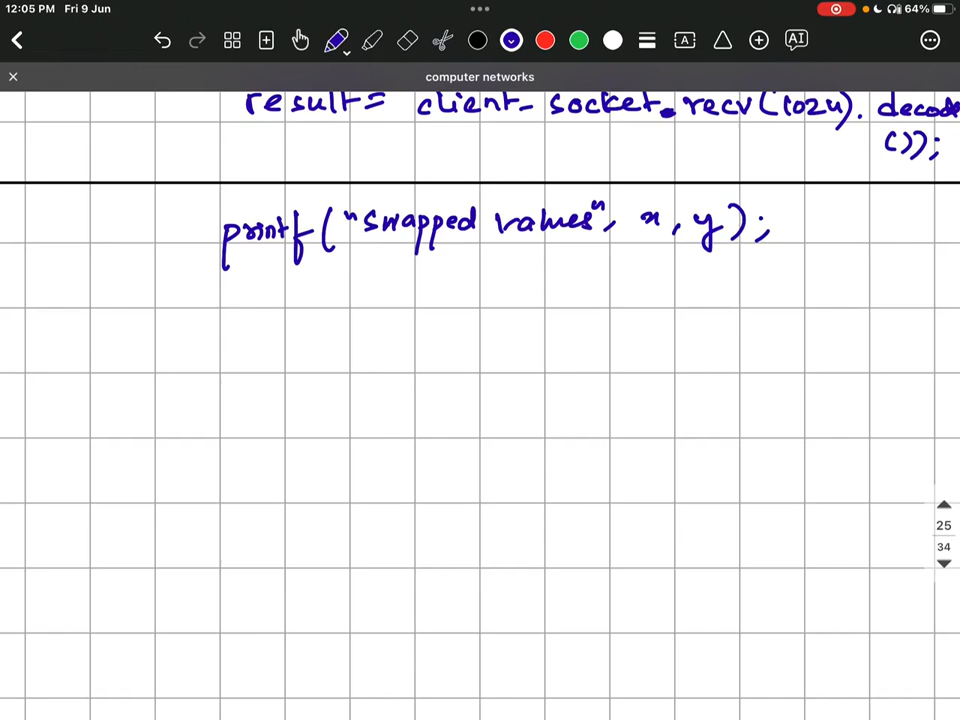 12:05 PM Fri 9 Jun
64%
A
AI
computer networks
result = client_socket.recv(1024).decode
());
printf("swapped values", x, y);
25
34